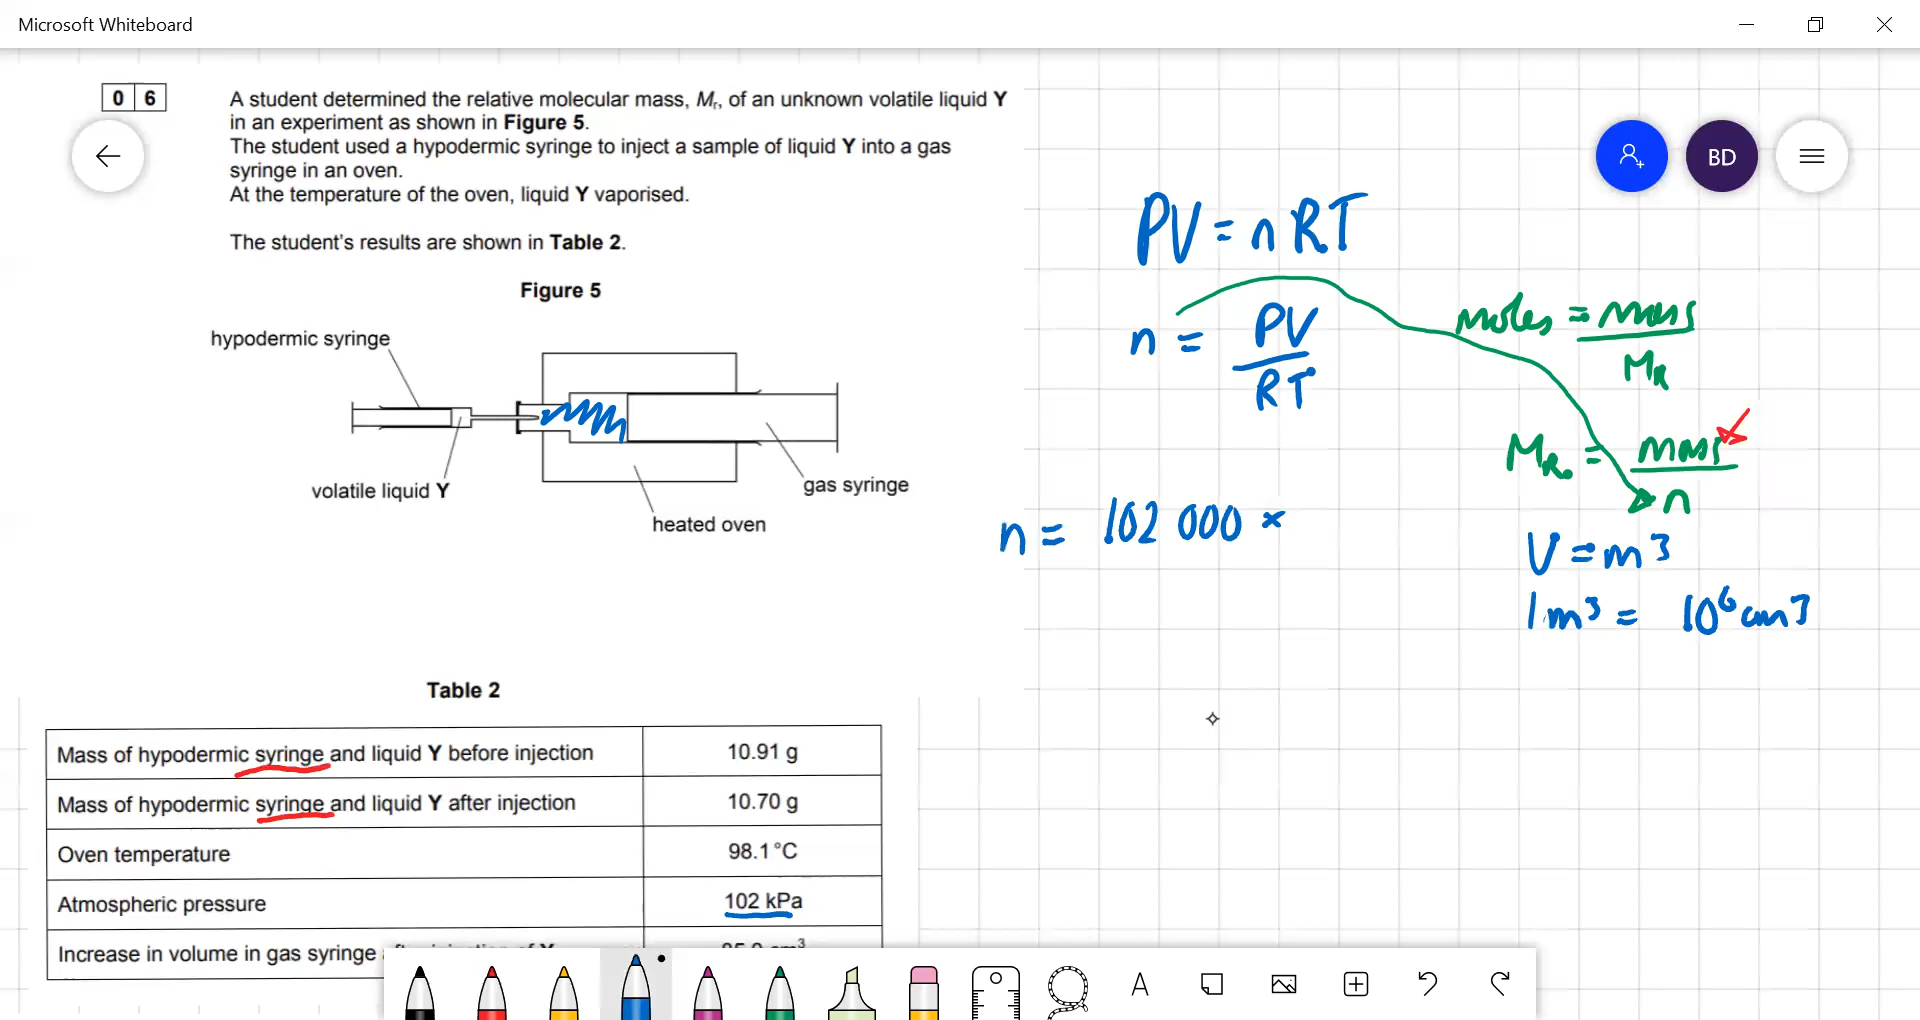 Microsoft Whiteboard
0 6
A student determined the relative molecular mass, Mr, of an unknown volatile liquid Y
in an experiment as shown in Figure 5.
The student used a hypodermic syringe to inject a sample of liquid Y into a gas
syringe in an oven.
At the temperature of the oven, liquid Y vaporised.
The student's results are shown in Table 2.
Figure 5
hypodermic syringe
volatile liquid Y
gas syringe
heated oven
Table 2
Mass of hypodermic syringe and liquid Y before injection 10.91 g
Mass of hypodermic syringe and liquid Y after injection 10.70 g
Oven temperature 98.1 °C
Atmospheric pressure 102 kPa
Increase in volume in gas syringe
BD
PV = nRT
n = PV
RT
moles = mass
MR
MR = mass
n
n = 102 000 ×
V = m3
1m3 = 10^6 cm3
A